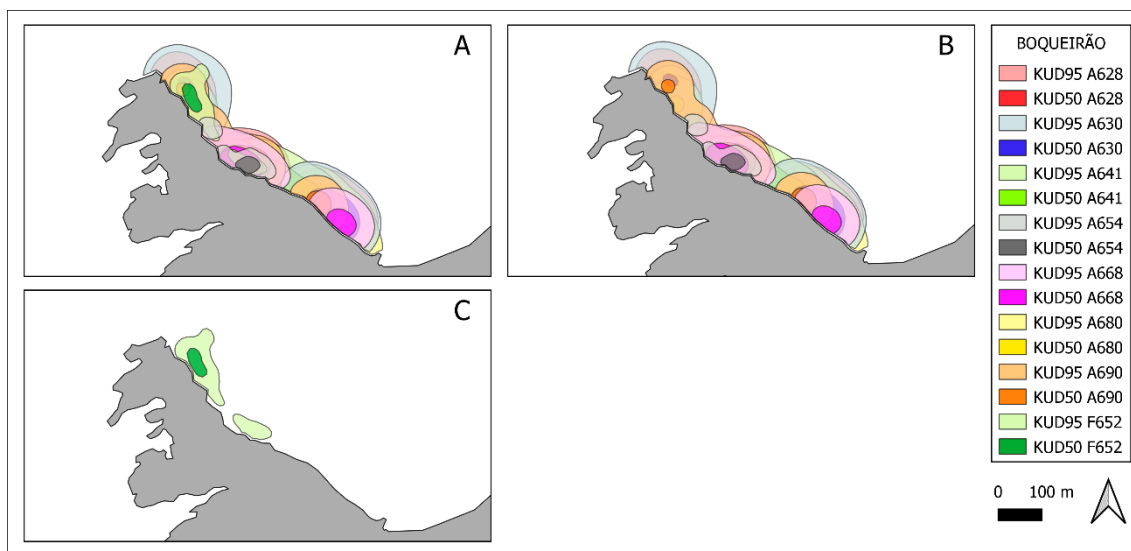 A
B
C
BOQUEIRÃO
KUD95 A628
KUD50 A628
KUD95 A630
KUD50 A630
KUD95 A641
KUD50 A641
KUD95 A654
KUD50 A654
KUD95 A668
KUD50 A668
KUD95 A680
KUD50 A680
KUD95 A690
KUD50 A690
KUD95 F652
KUD50 F652
0 100 m